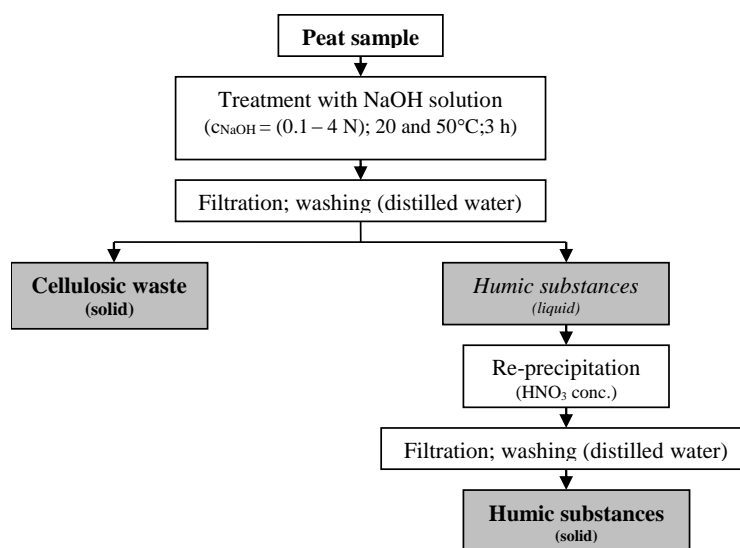 Peat sample
Treatment with NaOH solution
(cNaOH = (0.1 – 4 N); 20 and 50°C;3 h)
Filtration; washing (distilled water)
Cellulosic waste
(solid)
Humic substances
(liquid)
Re-precipitation
(HNO₃ conc.)
Filtration; washing (distilled water)
Humic substances
(solid)